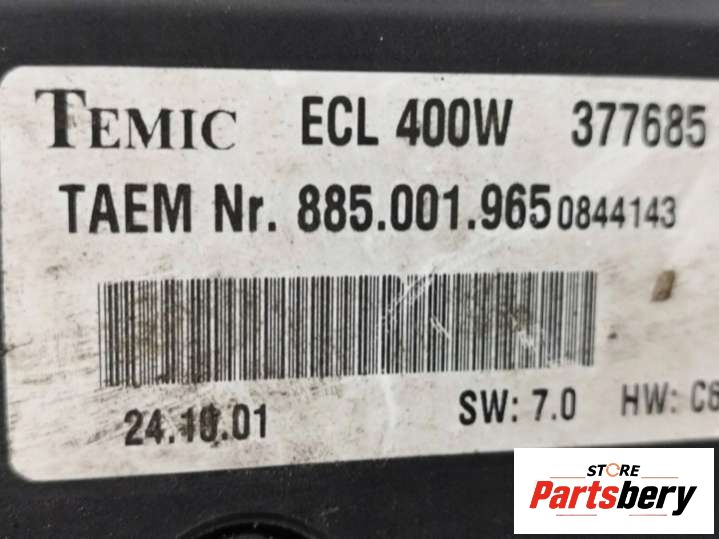 TEMIC ECL 400W 377685
TAEM Nr. 885.001.965 0844143
24.10.01 SW: 7.0 HW: C6
STORE
Partsbery